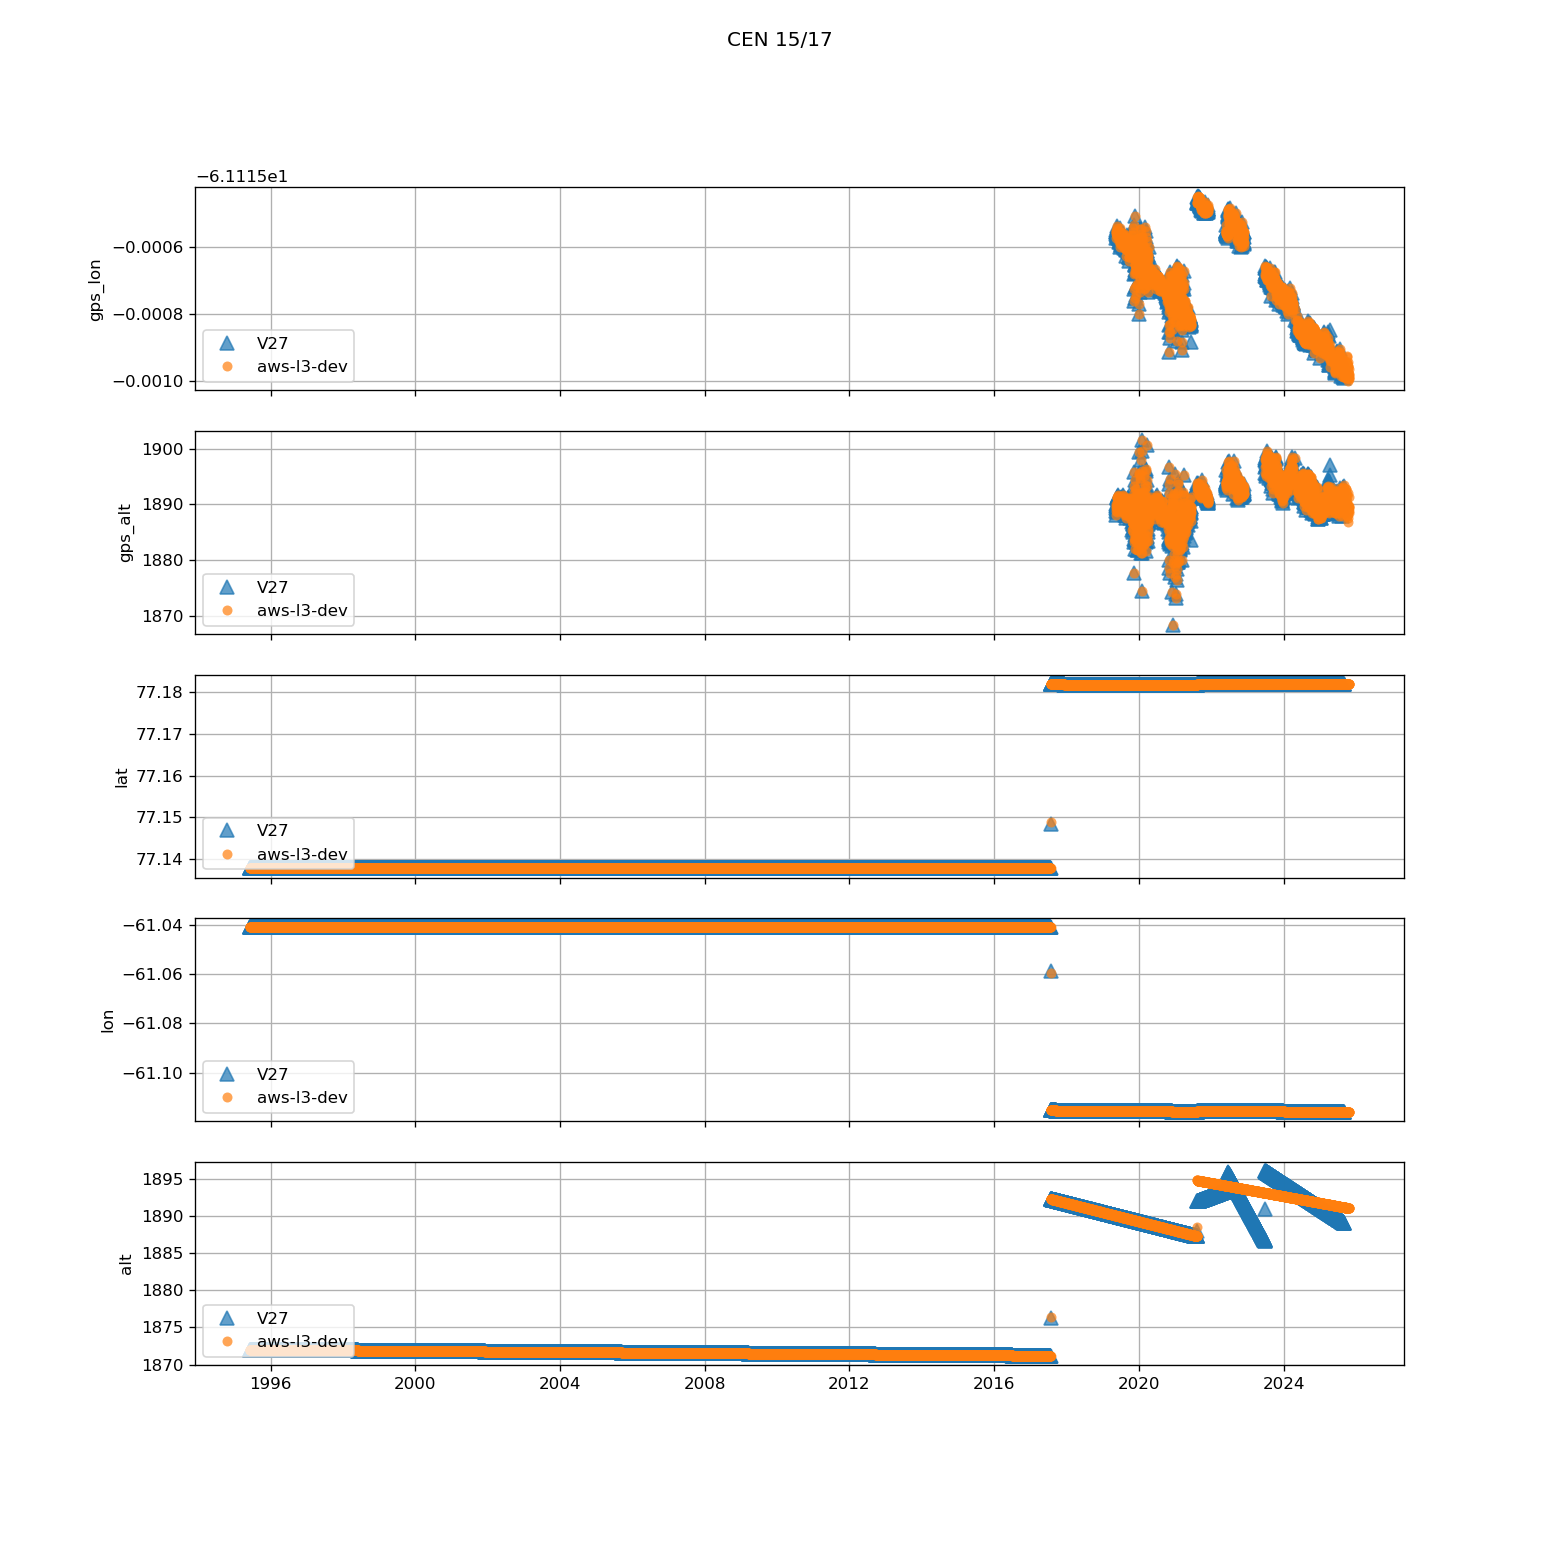 CEN 15/17
−6.1115e1
−0.0006
−0.0008
−0.0010
gps_lon
V27
aws-l3-dev
1900
1890
1880
1870
gps_alt
V27
aws-l3-dev
77.18
77.17
77.16
77.15
77.14
lat
V27
aws-l3-dev
−61.04
−61.06
−61.08
−61.10
lon
V27
aws-l3-dev
1895
1890
1885
1880
1875
1870
alt
V27
aws-l3-dev
1996 2000 2004 2008 2012 2016 2020 2024